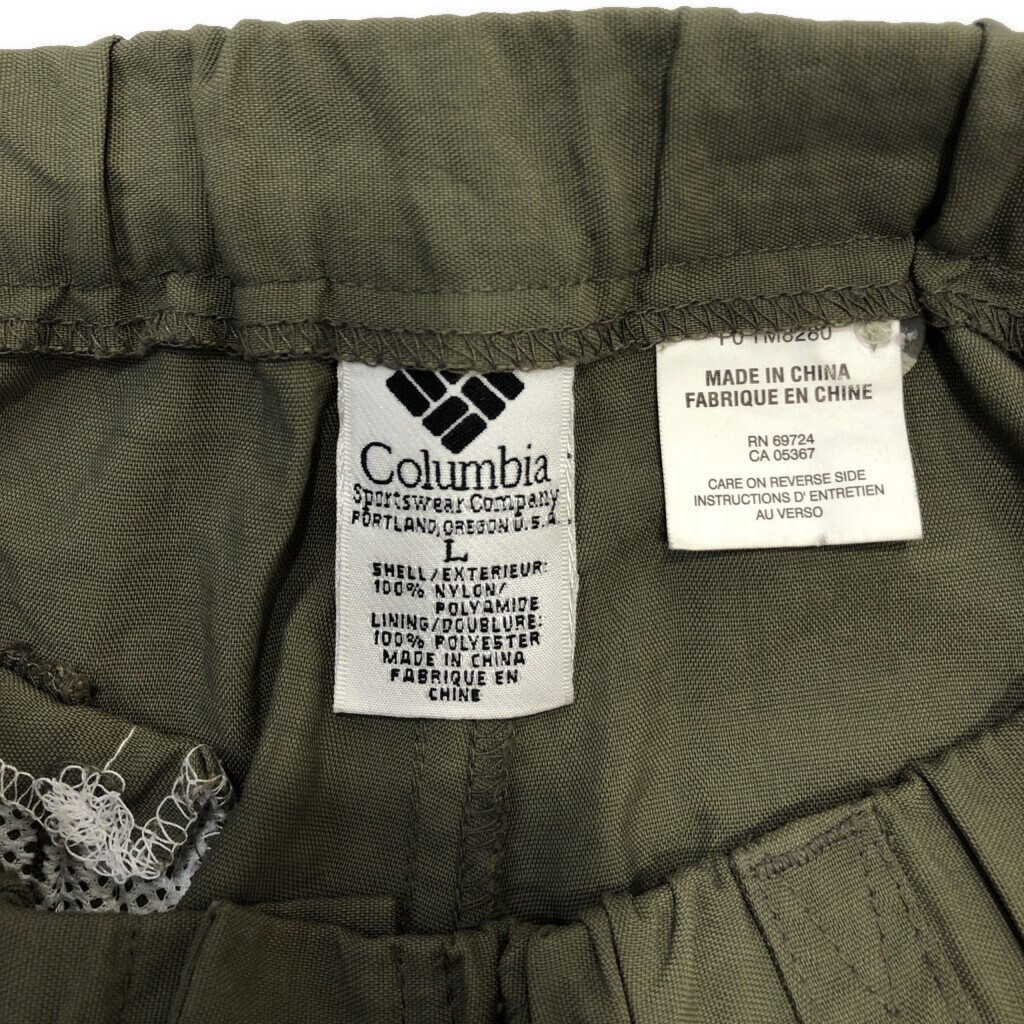 Columbia
Sportswear Company
PORTLAND, OREGON U.S.A.
L
SHELL/EXTERIEUR:
100% NYLON/
POLYAMIDE
LINING/DOUBLURE:
100% POLYESTER
MADE IN CHINA
FABRIQUE EN
CHINE
TM8280
MADE IN CHINA
FABRIQUE EN CHINE
RN 69724
CA 05367
CARE ON REVERSE SIDE
INSTRUCTIONS D' ENTRETIEN
AU VERSO